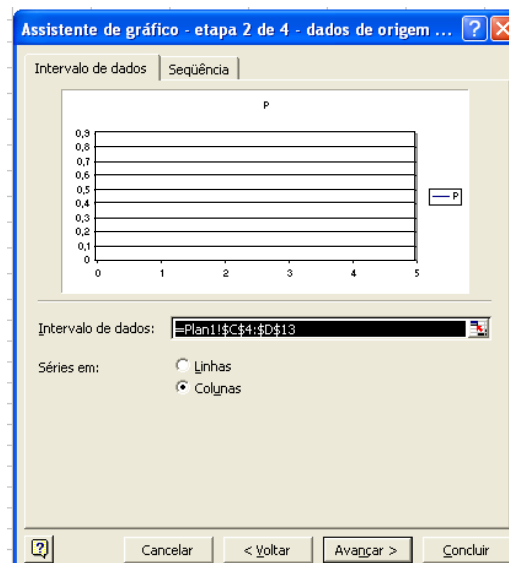 Assistente de gráfico - etapa 2 de 4 - dados de origem ...
Intervalo de dados
Seqüência
P
0,9
0,8
0,7
0,6
0,5
0,4
0,3
0,2
0,1
0
0 1 2 3 4 5
P
Intervalo de dados: =Plan1!$C$4:$D$13
Séries em: Linhas
Colunas
Cancelar < Voltar Avançar > Concluir